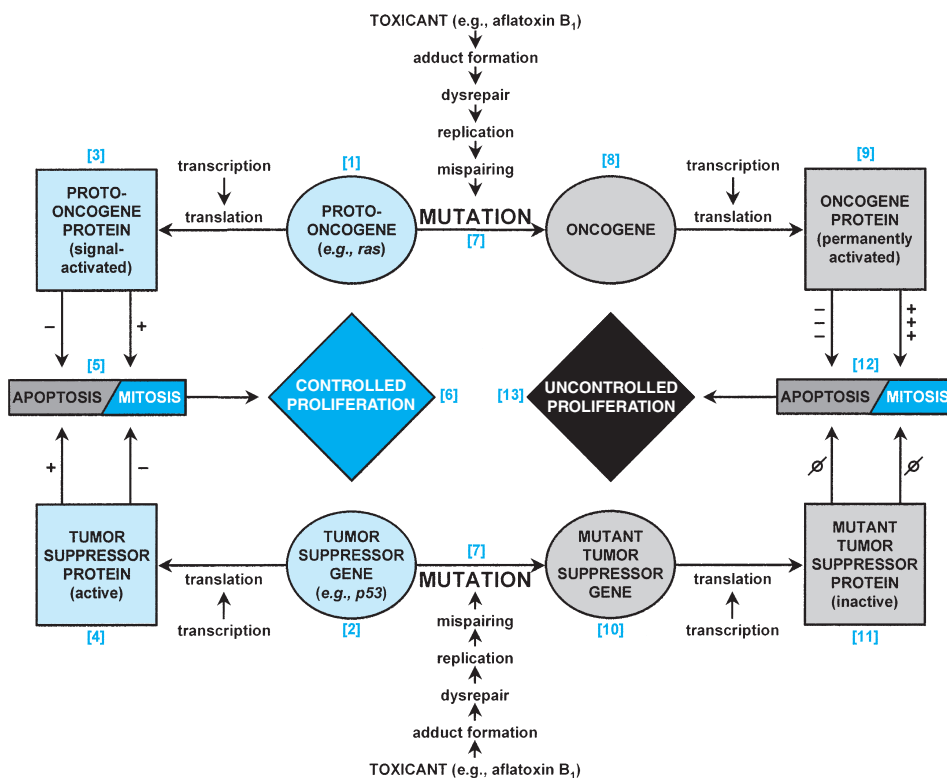 TOXICANT (e.g., aflatoxin B1)
adduct formation
dysrepair
replication
mispairing
[3]
transcription
[1]
[8]
transcription
[9]
PROTO-
ONCOGENE
PROTEIN
(signal-
activated)
translation
PROTO-
ONCOGENE
(e.g., ras)
MUTATION
[7]
ONCOGENE
translation
ONCOGENE
PROTEIN
(permanently
activated)
–
+
– – –
+ + +
[5]
APOPTOSIS
MITOSIS
CONTROLLED
PROLIFERATION
[6]
[13]
UNCONTROLLED
PROLIFERATION
[12]
APOPTOSIS
MITOSIS
+
–
Ø
Ø
TUMOR
SUPPRESSOR
PROTEIN
(active)
[4]
translation
transcription
TUMOR
SUPPRESSOR
GENE
(e.g., p53)
[2]
[7]
MUTATION
mispairing
replication
dysrepair
adduct formation
TOXICANT (e.g., aflatoxin B1)
MUTANT
TUMOR
SUPPRESSOR
GENE
[10]
translation
transcription
MUTANT
TUMOR
SUPPRESSOR
PROTEIN
(inactive)
[11]